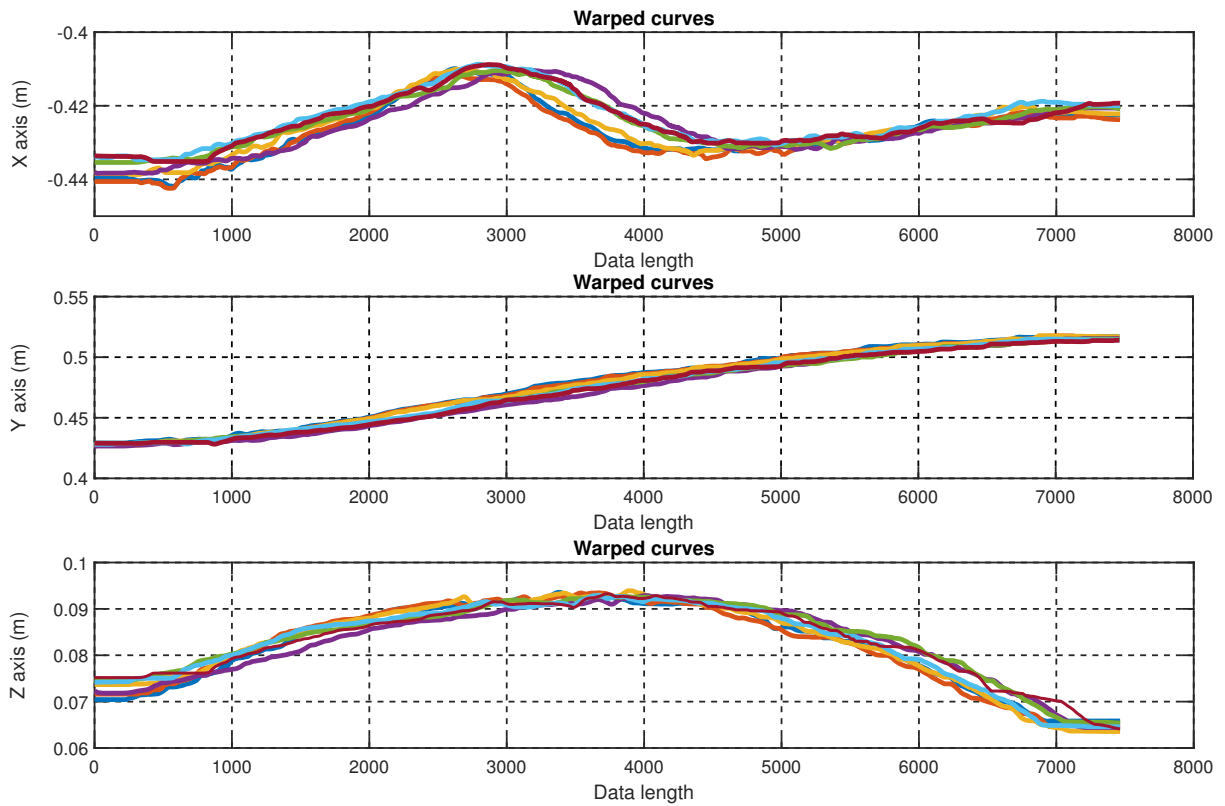 Warped curves
-0.4
-0.42
-0.44
X axis (m)
0 1000 2000 3000 4000 5000 6000 7000 8000
Data length
Warped curves
0.55
0.5
0.45
0.4
Y axis (m)
0 1000 2000 3000 4000 5000 6000 7000 8000
Data length
Warped curves
0.1
0.09
0.08
0.07
0.06
Z axis (m)
0 1000 2000 3000 4000 5000 6000 7000 8000
Data length